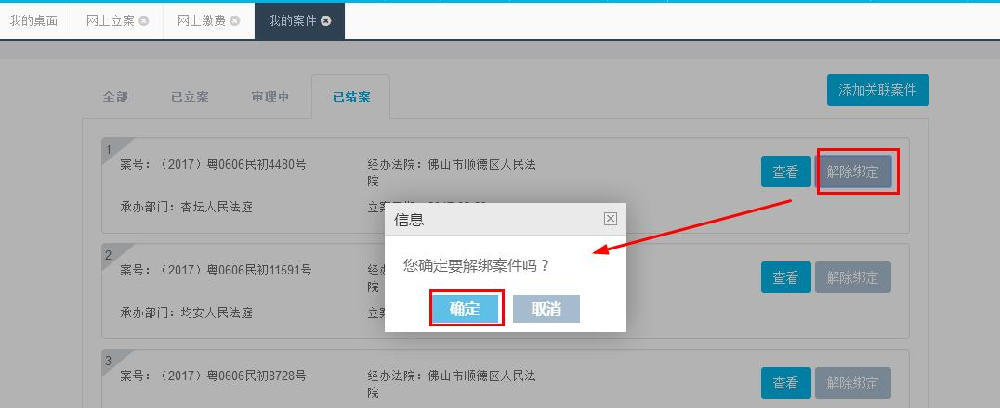 我的桌面 网上立案 网上缴费 我的案件
全部 已立案 审理中 已结案 添加关联案件
1
案号：（2017）粤0606民初4480号 经办法院：佛山市顺德区人民法
院
查看 解除绑定
承办部门：杏坛人民法庭
信息
您确定要解绑案件吗？
确定 取消
2
案号：（2017）粤0606民初11591号
院
查看 解除绑定
承办部门：均安人民法庭
3
案号：（2017）粤0606民初8728号 经办法院：佛山市顺德区人民法
院
查看 解除绑定